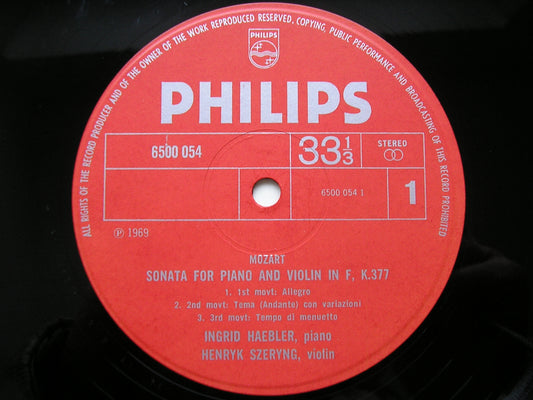 ALL RIGHTS OF THE RECORD PRODUCER AND OF THE OWNER OF THE WORK REPRODUCED RESERVED. COPYING, PUBLIC PERFORMANCE AND BROADCASTING OF THIS RECORD PROHIBITED
PHILIPS
PHILIPS
6500 054
33 1/3
STEREO
6500 054 1
1
Ⓟ 1969
MOZART
SONATA FOR PIANO AND VIOLIN IN F, K.377
1. 1st movt: Allegro
2. 2nd movt: Tema (Andante) con variazioni
3. 3rd movt: Tempo di menuetto
INGRID HAEBLER, piano
HENRYK SZERYNG, violin